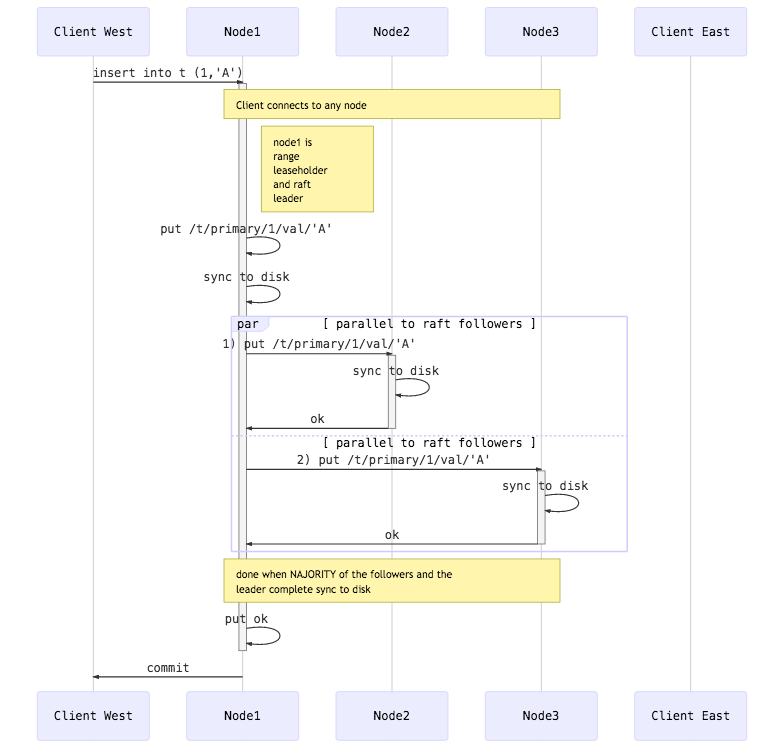 Client West
Node1
Node2
Node3
Client East
insert into t (1,'A')
Client connects to any node
node1 is
range
leaseholder
and raft
leader
put /t/primary/1/val/'A'
sync to disk
par
[ parallel to raft followers ]
1) put /t/primary/1/val/'A'
sync to disk
ok
[ parallel to raft followers ]
2) put /t/primary/1/val/'A'
sync to disk
ok
done when NAJORITY of the followers and the
leader complete sync to disk
put ok
commit
Client West
Node1
Node2
Node3
Client East